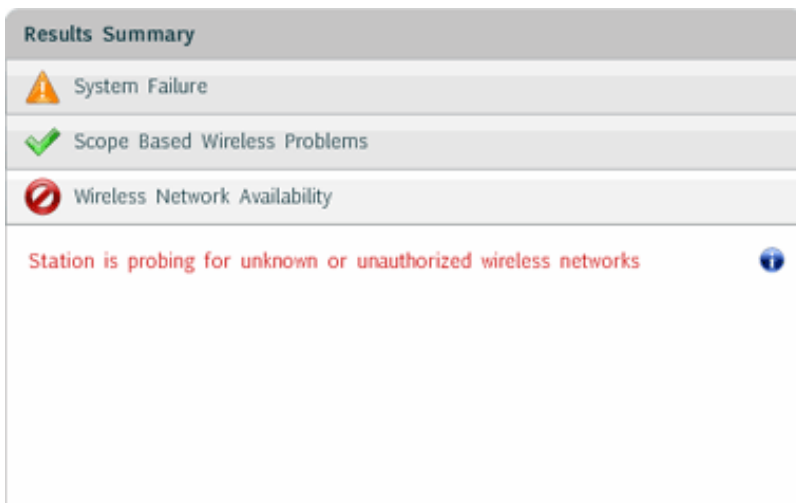 Results Summary
System Failure
Scope Based Wireless Problems
Wireless Network Availability
Station is probing for unknown or unauthorized wireless networks